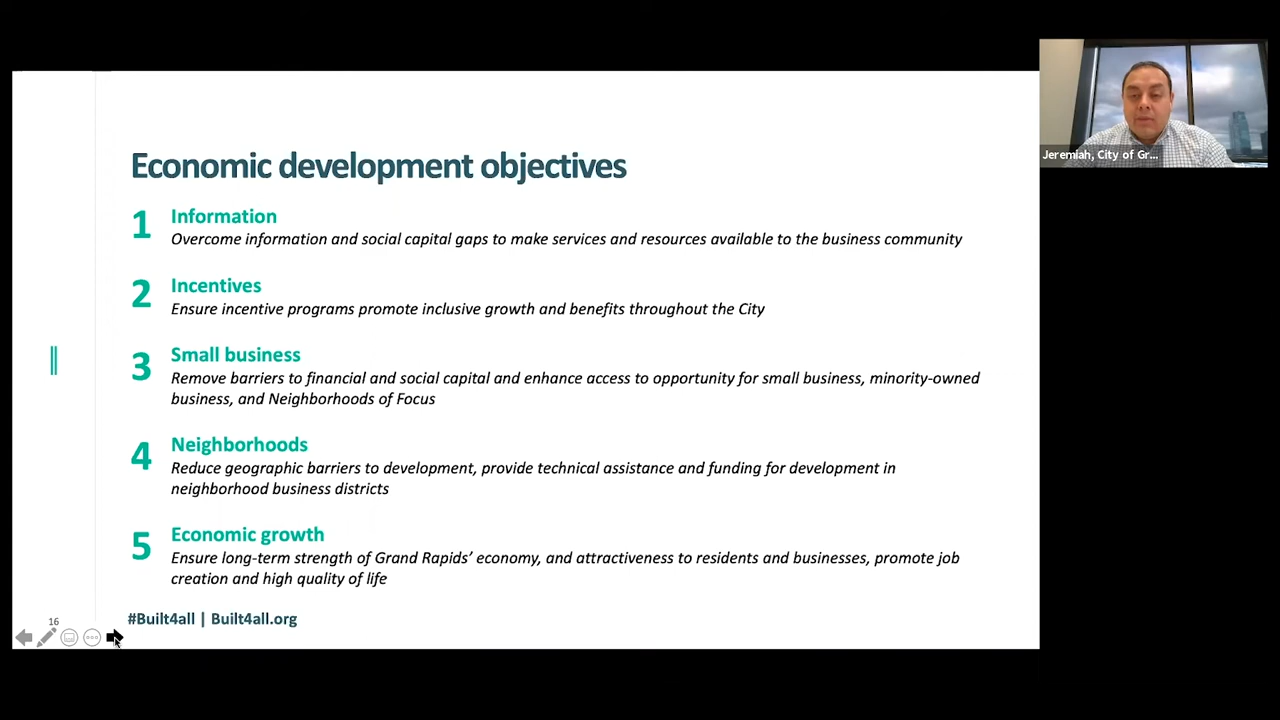 Economic development objectives
1 Information
Overcome information and social capital gaps to make services and resources available to the business community
2 Incentives
Ensure incentive programs promote inclusive growth and benefits throughout the City
3 Small business
Remove barriers to financial and social capital and enhance access to opportunity for small business, minority-owned
business, and Neighborhoods of Focus
4 Neighborhoods
Reduce geographic barriers to development, provide technical assistance and funding for development in
neighborhood business districts
5 Economic growth
Ensure long-term strength of Grand Rapids’ economy, and attractiveness to residents and businesses, promote job
creation and high quality of life
#Built4all | Built4all.org
16
Jeremiah, City of Gr...